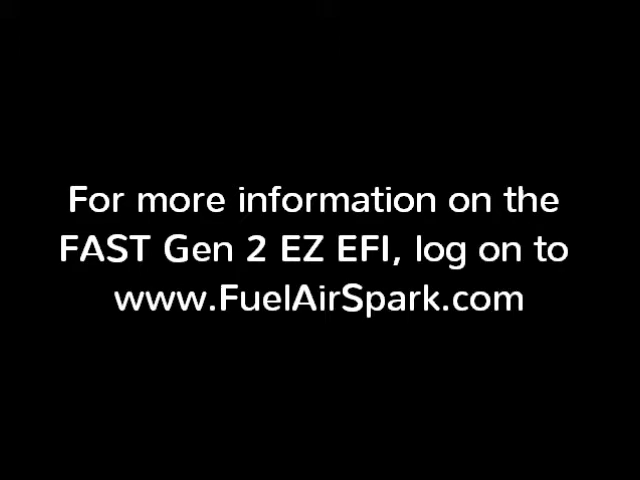 For more information on the
FAST Gen 2 EZ EFI, log on to
www.FuelAirSpark.com